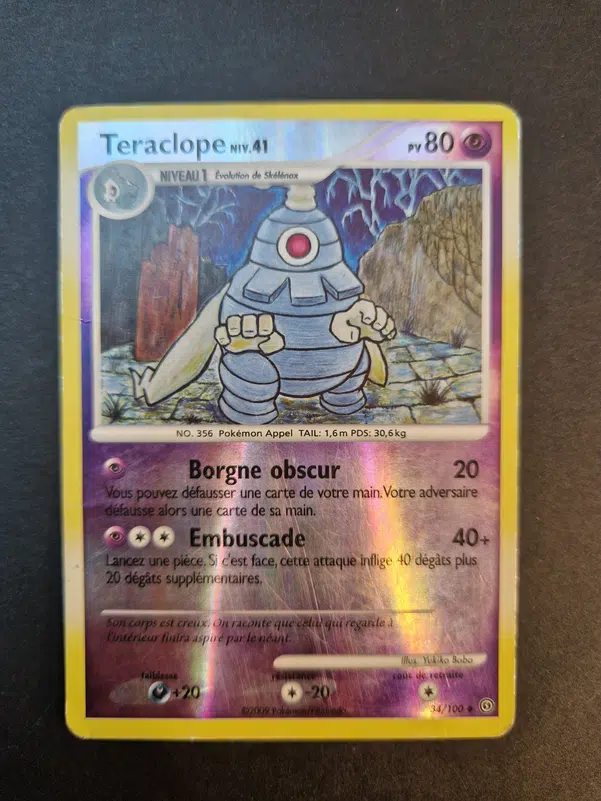 Teraclope NIV.41 PV 80
NIVEAU 1 Évolution de Skélénox
NO. 356 Pokémon Appel TAIL: 1,6 m PDS: 30,6 kg
Borgne obscur 20
Vous pouvez défausser une carte de votre main. Votre adversaire
défausse alors une carte de sa main.
Embuscade 40+
Lancez une pièce. Si c'est face, cette attaque inflige 40 dégâts plus
20 dégâts supplémentaires.
Son corps est creux. On raconte que celui qui regarde à
l'intérieur finira aspiré par le néant.
Illus. Yukiko Baba
faiblesse résistance coût de retraite
+20 -20
©2009 Pokémon/Nintendo 34/100